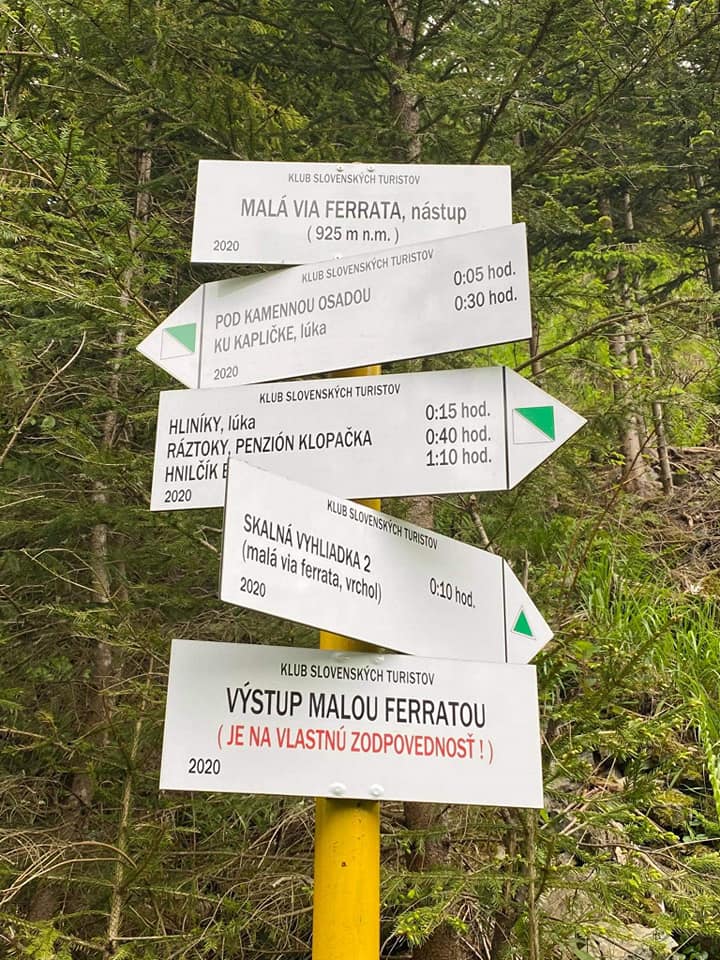 KLUB SLOVENSKÝCH TURISTOV
MALÁ VIA FERRATA, nástup
( 925 m n.m. )
2020
KLUB SLOVENSKÝCH TURISTOV
POD KAMENNOU OSADOU 0:05 hod.
KU KAPLIČKE, lúka 0:30 hod.
2020
KLUB SLOVENSKÝCH TURISTOV
HLINÍKY, lúka 0:15 hod.
RÁZTOKY, PENZIÓN KLOPAČKA 0:40 hod.
HNILČÍK 1:10 hod.
2020
KLUB SLOVENSKÝCH TURISTOV
SKALNÁ VYHLIADKA 2
(malá via ferrata, vrchol) 0:10 hod.
2020
KLUB SLOVENSKÝCH TURISTOV
VÝSTUP MALOU FERRATOU
( JE NA VLASTNÚ ZODPOVEDNOSŤ ! )
2020